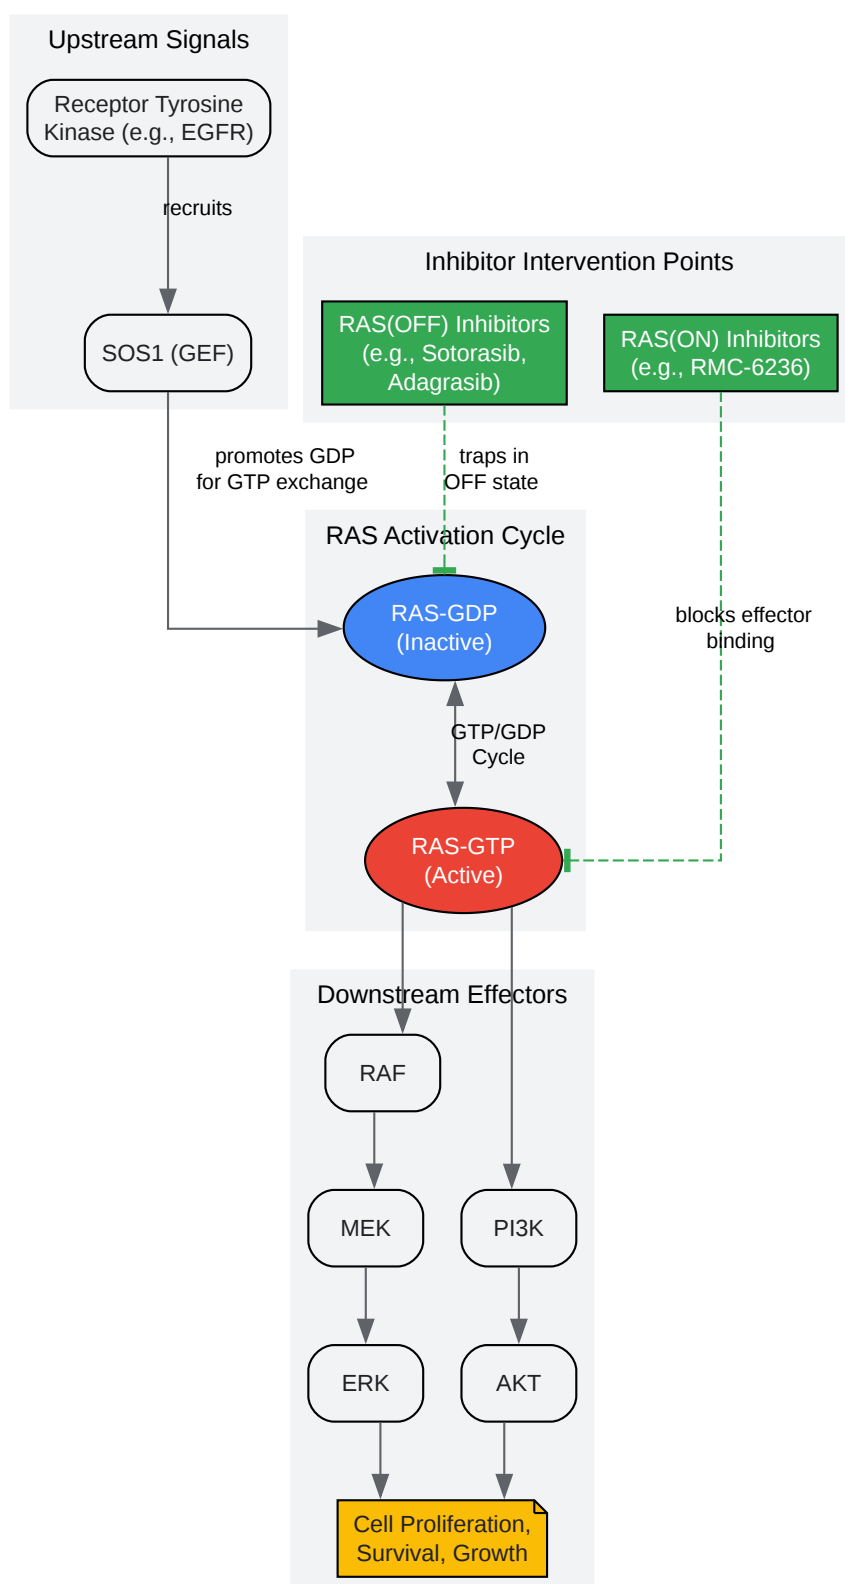 Upstream Signals
Receptor Tyrosine
Kinase (e.g., EGFR)
recruits
SOS1 (GEF)
Inhibitor Intervention Points
RAS(OFF) Inhibitors
(e.g., Sotorasib,
Adagrasib)
RAS(ON) Inhibitors
(e.g., RMC-6236)
promotes GDP
for GTP exchange
traps in
OFF state
RAS Activation Cycle
RAS-GDP
(Inactive)
blocks effector
binding
GTP/GDP
Cycle
RAS-GTP
(Active)
Downstream Effectors
RAF
MEK
PI3K
ERK
AKT
Cell Proliferation,
Survival, Growth